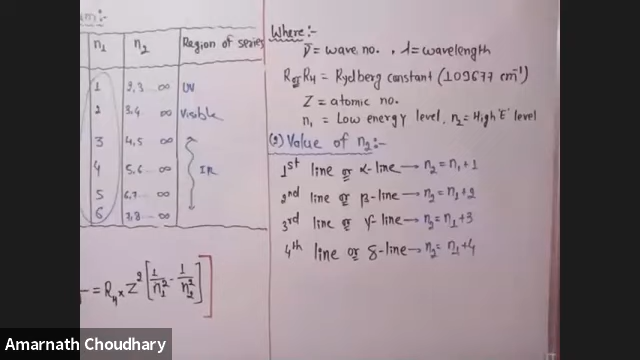 n1 n2 Region of series
1 2,3 ... ∞ UV
2 3,4 ∞ Visible
3 4,5 ∞
4 5,6 ... ∞ IR
5 6,7 ... ∞
6 7,8 ... ∞
= RH × Z² [1/n1² - 1/n2²]
Where:-
ν̅ = wave no. , λ = wavelength
R or RH = Rydberg constant (109677 cm⁻¹)
Z = atomic no.
n1 = Low energy level, n2 = High 'E' level
(2) Value of n2:-
1st line or α-line → n2 = n1+1
2nd line or β-line → n2 = n1+2
3rd line or γ-line → n2 = n1+3
4th line or δ-line → n2 = n1+4
Amarnath Choudhary